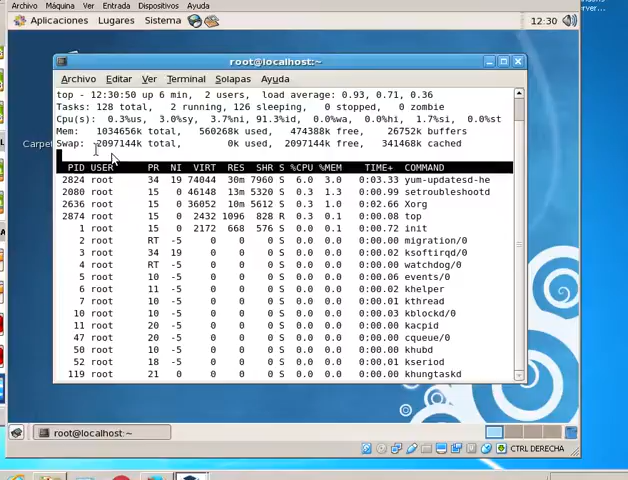 Archivo Máquina Ver Entrada Dispositivos Ayuda
server...
Aplicaciones Lugares Sistema 12:30
root@localhost:~
Archivo Editar Ver Terminal Solapas Ayuda
top - 12:30:50 up 6 min, 2 users, load average: 0.93, 0.71, 0.36
Tasks: 128 total, 2 running, 126 sleeping, 0 stopped, 0 zombie
Cpu(s): 0.3%us, 3.0%sy, 3.7%ni, 91.3%id, 0.0%wa, 0.0%hi, 1.7%si, 0.0%st
Mem: 1034656k total, 560268k used, 474388k free, 26752k buffers
Swap: 2097144k total, 0k used, 2097144k free, 341468k cached
Carpet
PID USER PR NI VIRT RES SHR S %CPU %MEM TIME+ COMMAND
2824 root 34 19 74044 30m 7960 S 6.0 3.0 0:03.33 yum-updatesd-he
2080 root 15 0 46148 13m 5320 S 0.3 1.3 0:00.99 setroubleshootd
2636 root 15 0 36052 10m 5612 S 0.3 1.0 0:02.66 Xorg
2874 root 15 0 2432 1096 828 R 0.3 0.1 0:00.08 top
1 root 15 0 2172 668 576 S 0.0 0.1 0:00.72 init
2 root RT -5 0 0 0 S 0.0 0.0 0:00.00 migration/0
3 root 34 19 0 0 0 S 0.0 0.0 0:00.02 ksoftirqd/0
4 root RT -5 0 0 0 S 0.0 0.0 0:00.00 watchdog/0
5 root 10 -5 0 0 0 S 0.0 0.0 0:00.06 events/0
6 root 11 -5 0 0 0 S 0.0 0.0 0:00.02 khelper
7 root 10 -5 0 0 0 S 0.0 0.0 0:00.00 kthread
10 root 10 -5 0 0 0 S 0.0 0.0 0:00.03 kblockd/0
11 root 20 -5 0 0 0 S 0.0 0.0 0:00.00 kacpid
47 root 20 -5 0 0 0 S 0.0 0.0 0:00.00 cqueue/0
50 root 10 -5 0 0 0 S 0.0 0.0 0:00.00 khubd
52 root 18 -5 0 0 0 S 0.0 0.0 0:00.01 kseriod
119 root 21 0 0 0 0 S 0.0 0.0 0:00.00 khungtaskd
root@localhost:~
CTRL DERECHA